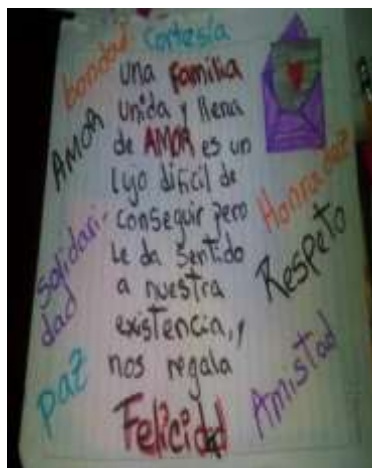 bondad
Cortesía
AMOR
Solidari-
dad
paz
una Familia
unida y llena
de AMOR es un
lujo difícil de
conseguir pero
Le da Sentido
a nuestra
existencia, y
nos regala
Felicidad
Honradez
Respeto
Amistad